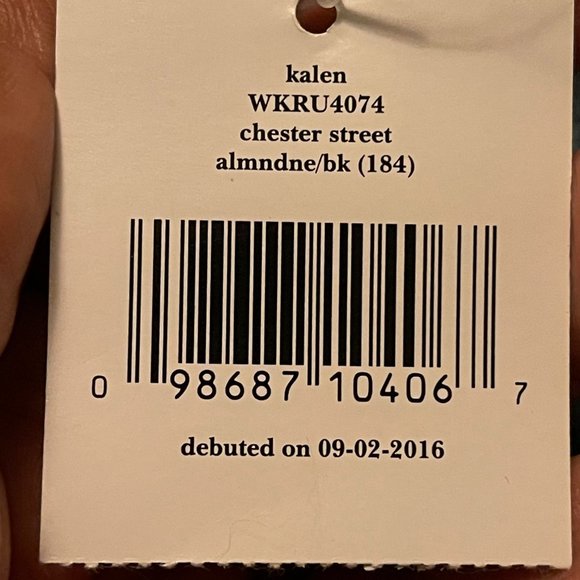 kalen
WKRU4074
chester street
almndne/bk (184)
0 98687 10406 7
debuted on 09-02-2016